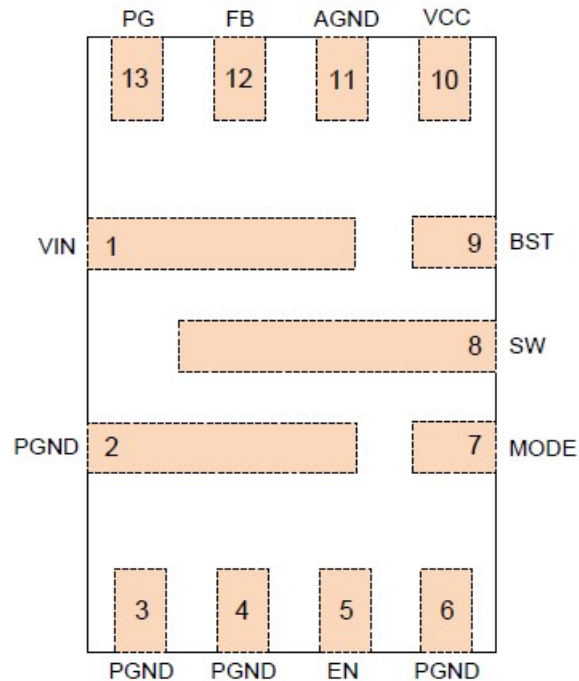 PG FB AGND VCC
13 12 11 10
VIN 1 9 BST
8 SW
PGND 2 7 MODE
3 4 5 6
PGND PGND EN PGND